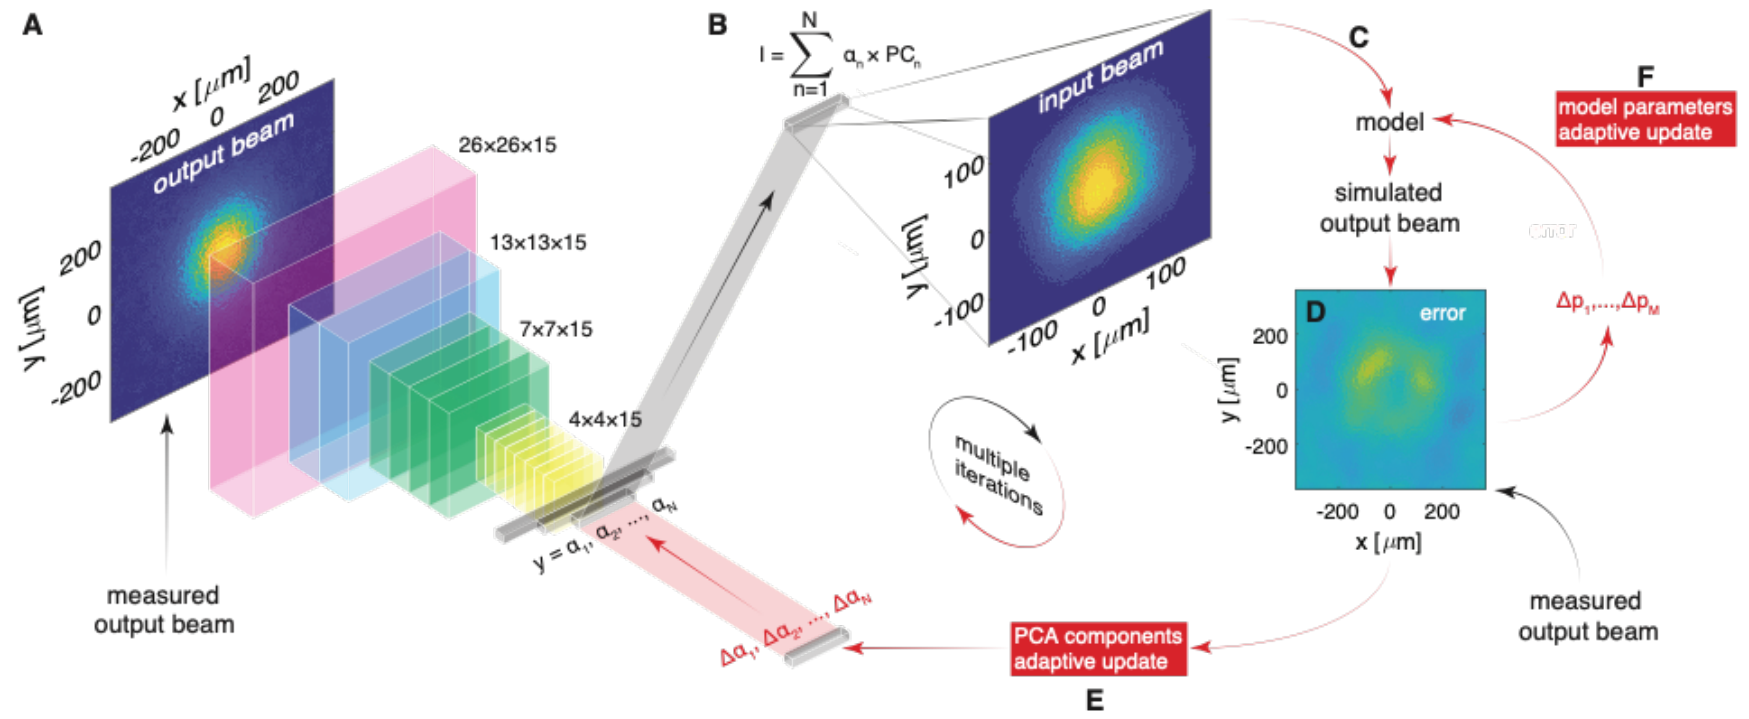 A
x [μm]
-200 0 200
output beam
200
0
-200
y [μm]
26×26×15
13×13×15
7×7×15
4×4×15
measured
output beam
y = α1, α2, ..., αN
Δα1, Δα2, ..., ΔαN
B
N
I = ∑ αn × PCn
n=1
input beam
100
0
-100
y [μm]
-100 0 100
x [μm]
multiple
iterations
C
model
simulated
output beam
D
error
200
0
-200
y [μm]
-200 0 200
x [μm]
measured
output beam
PCA components
adaptive update
E
F
model parameters
adaptive update
error
Δp1,...,ΔpM